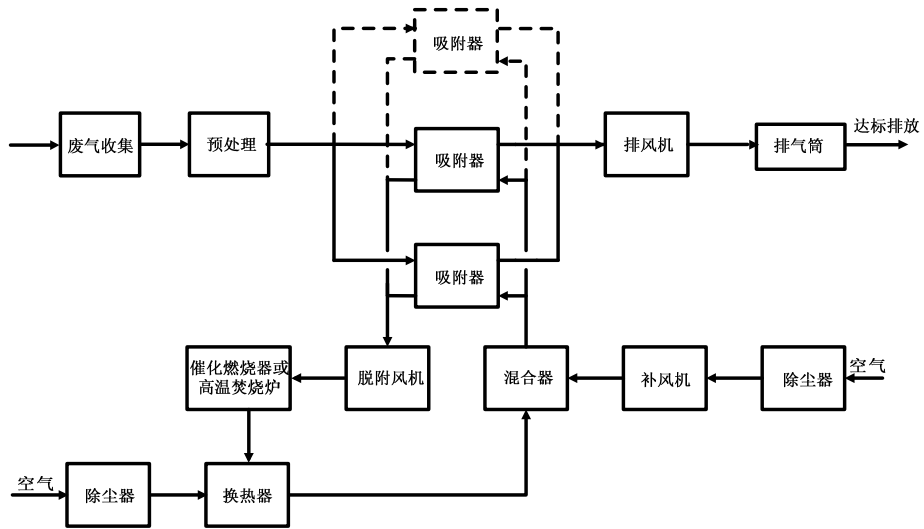 吸附器
废气收集
预处理
吸附器
排风机
排气筒
达标排放
吸附器
催化燃烧器或
高温焚烧炉
脱附风机
混合器
补风机
除尘器
空气
空气
除尘器
换热器